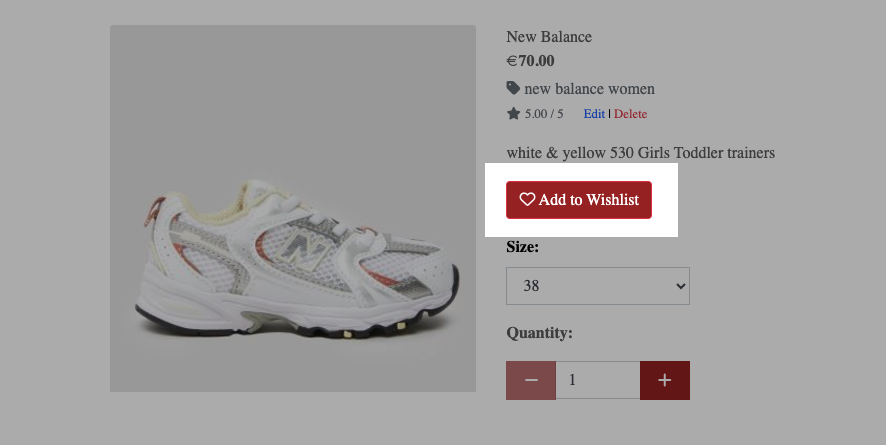 New Balance
€70.00
new balance women
5.00 / 5 Edit | Delete
white & yellow 530 Girls Toddler trainers
Add to Wishlist
Size:
38
Quantity:
1
N